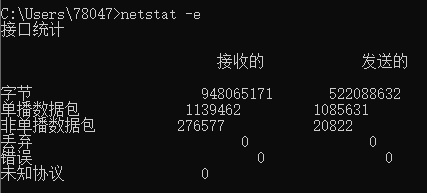 C:\Users\78047>netstat -e
接口统计
接收的 发送的
字节 948065171 522088632
单播数据包 1139462 1085631
非单播数据包 276577 20822
丢弃 0 0
错误 0 0
未知协议 0